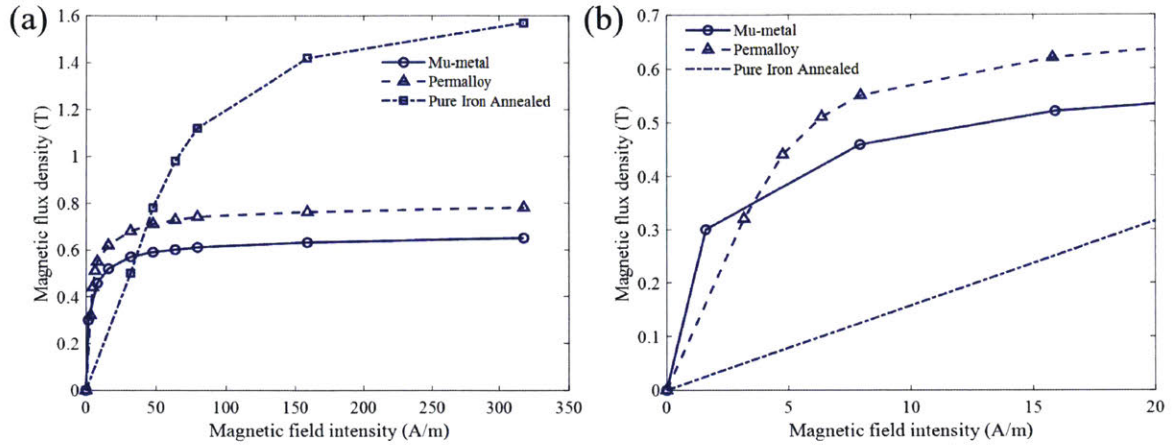 (a)
Magnetic flux density (T)
1.6
1.4
1.2
1
0.8
0.6
0.4
0.2
0
Mu-metal
Permalloy
Pure Iron Annealed
0 50 100 150 200 250 300 350
Magnetic field intensity (A/m)
(b)
Magnetic flux density (T)
0.7
0.6
0.5
0.4
0.3
0.2
0.1
0
Mu-metal
Permalloy
Pure Iron Annealed
0 5 10 15 20
Magnetic field intensity (A/m)